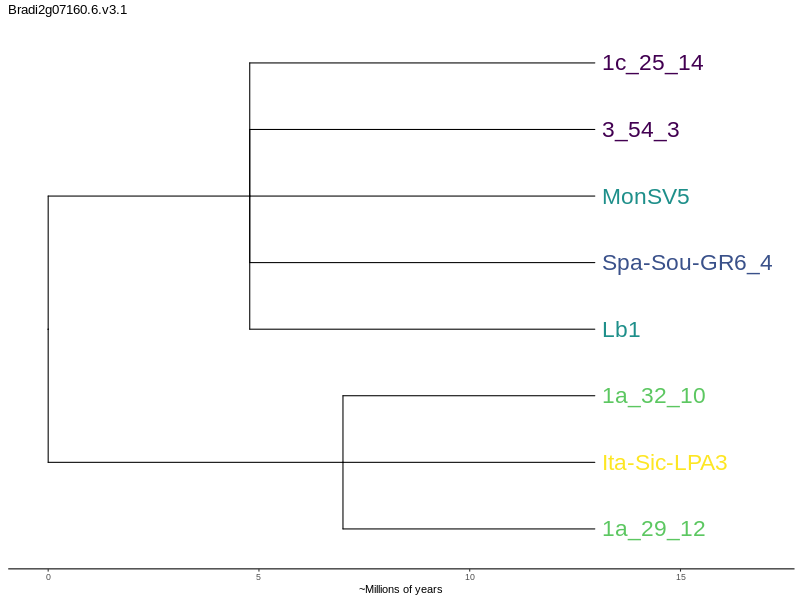 Bradi2g07160.6.v3.1
1c_25_14
3_54_3
MonSV5
Spa-Sou-GR6_4
Lb1
1a_32_10
Ita-Sic-LPA3
1a_29_12
0 5 10 15
~Millions of years